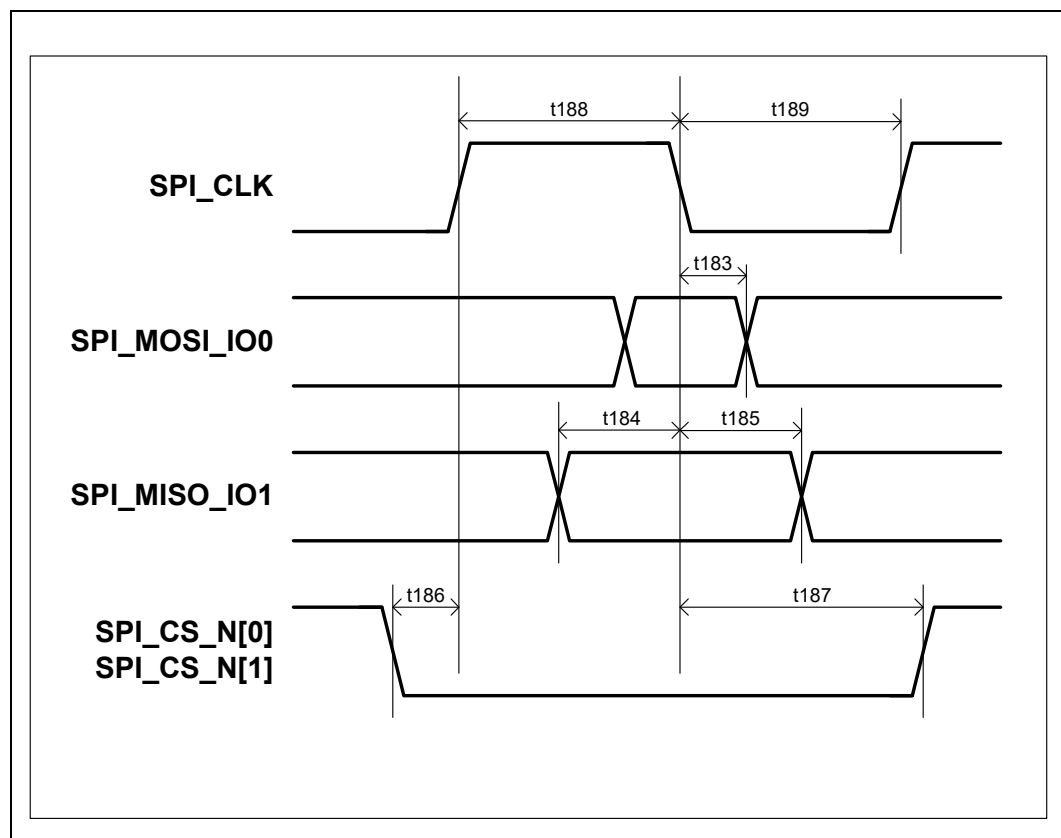 t188
t189
SPI_CLK
t183
SPI_MOSI_IO0
t184
t185
SPI_MISO_IO1
t186
t187
SPI_CS_N[0]
SPI_CS_N[1]